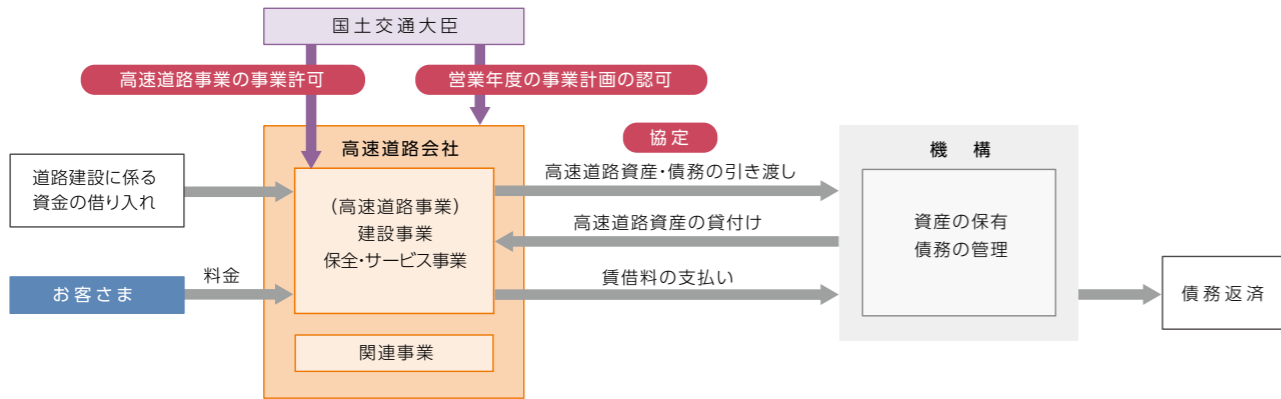 国土交通大臣
高速道路事業の事業許可
営業年度の事業計画の認可
高速道路会社
協定
機 構
道路建設に係る
資金の借り入れ
(高速道路事業)
建設事業
保全・サービス事業
高速道路資産・債務の引き渡し
高速道路資産の貸付け
賃借料の支払い
資産の保有
債務の管理
お客さま
料金
債務返済
関連事業